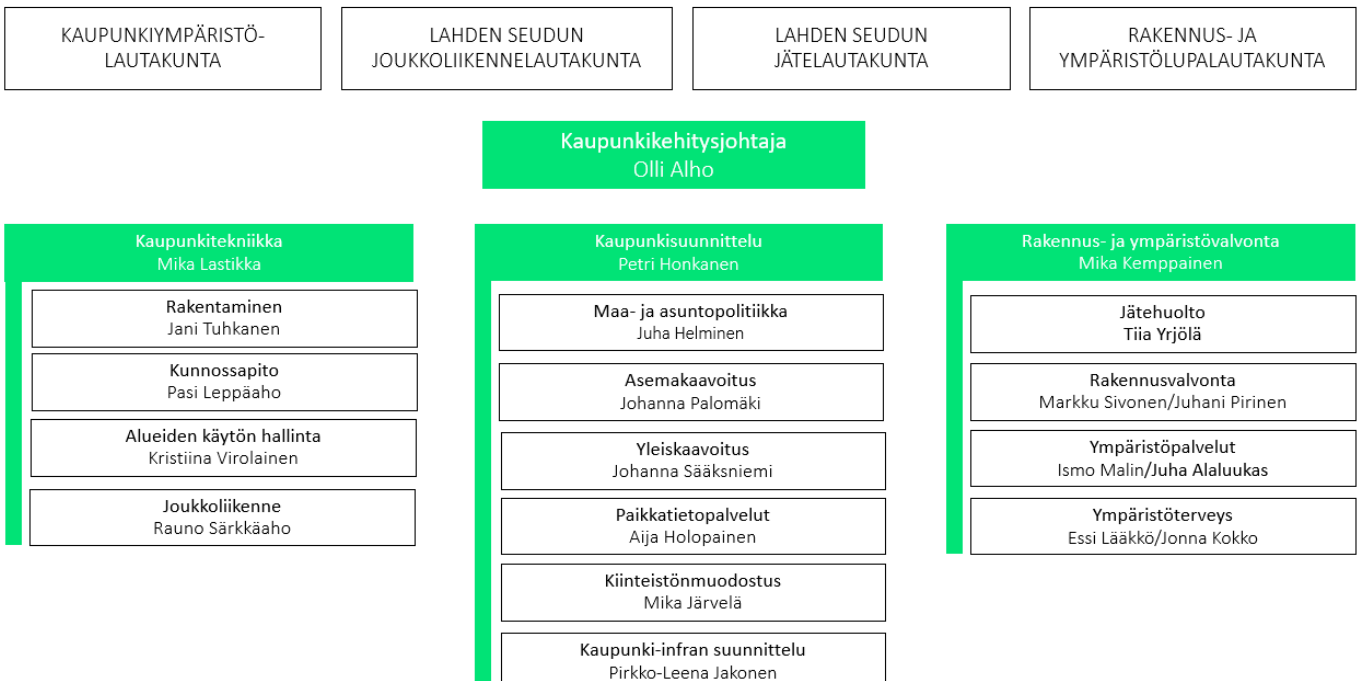 KAUPUNKIYMPÄRISTÖ-
LAUTAKUNTA
LAHDEN SEUDUN
JOUKKOLIIKENNELAUTAKUNTA
LAHDEN SEUDUN
JÄTELAUTAKUNTA
RAKENNUS- JA
YMPÄRISTÖLUPALAUTAKUNTA
Kaupunkikehitysjohtaja
Olli Alho
Kaupunkitekniikka
Mika Lastikka
Rakentaminen
Jani Tuhkanen
Kunnossapito
Pasi Leppäaho
Alueiden käytön hallinta
Kristiina Virolainen
Joukkoliikenne
Rauno Särkkäaho
Kaupunkisuunnittelu
Petri Honkanen
Maa- ja asuntopolitiikka
Juha Helminen
Asemakaavoitus
Johanna Palomäki
Yleiskaavoitus
Johanna Sääksniemi
Paikkatietopalvelut
Aija Holopainen
Kiinteistönmuodostus
Mika Järvelä
Kaupunki-infran suunnittelu
Pirkko-Leena Jakonen
Rakennus- ja ympäristövalvonta
Mika Kemppainen
Jätehuolto
Tiia Yrjölä
Rakennusvalvonta
Markku Sivonen/Juhani Pirinen
Ympäristöpalvelut
Ismo Malin/Juha Alaluukas
Ympäristöterveys
Essi Lääkkö/Jonna Kokko